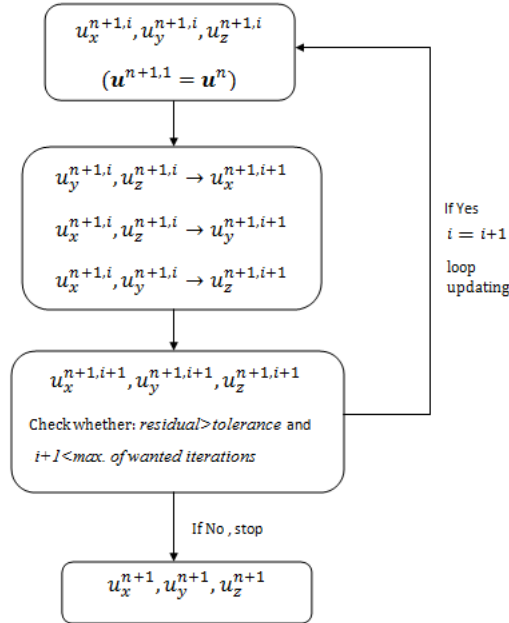 u_x^{n+1,i}, u_y^{n+1,i}, u_z^{n+1,i}
(u^{n+1,1} = u^n)
u_y^{n+1,i}, u_z^{n+1,i} → u_x^{n+1,i+1}
u_x^{n+1,i}, u_z^{n+1,i} → u_y^{n+1,i+1}
u_x^{n+1,i}, u_y^{n+1,i} → u_z^{n+1,i+1}
If Yes
i = i+1
loop
updating
u_x^{n+1,i+1}, u_y^{n+1,i+1}, u_z^{n+1,i+1}
Check whether: residual>tolerance and
i+1<max. of wanted iterations
If No , stop
u_x^{n+1}, u_y^{n+1}, u_z^{n+1}